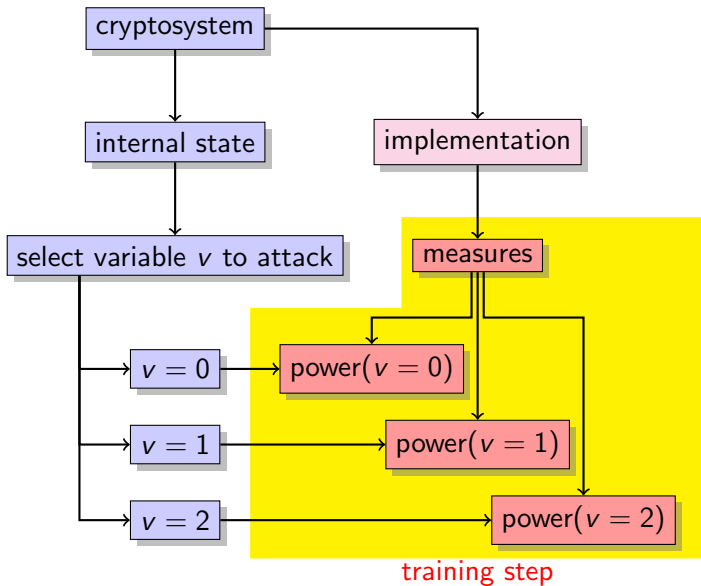 cryptosystem
internal state
implementation
select variable v to attack
measures
v = 0
power(v = 0)
v = 1
power(v = 1)
v = 2
power(v = 2)
training step